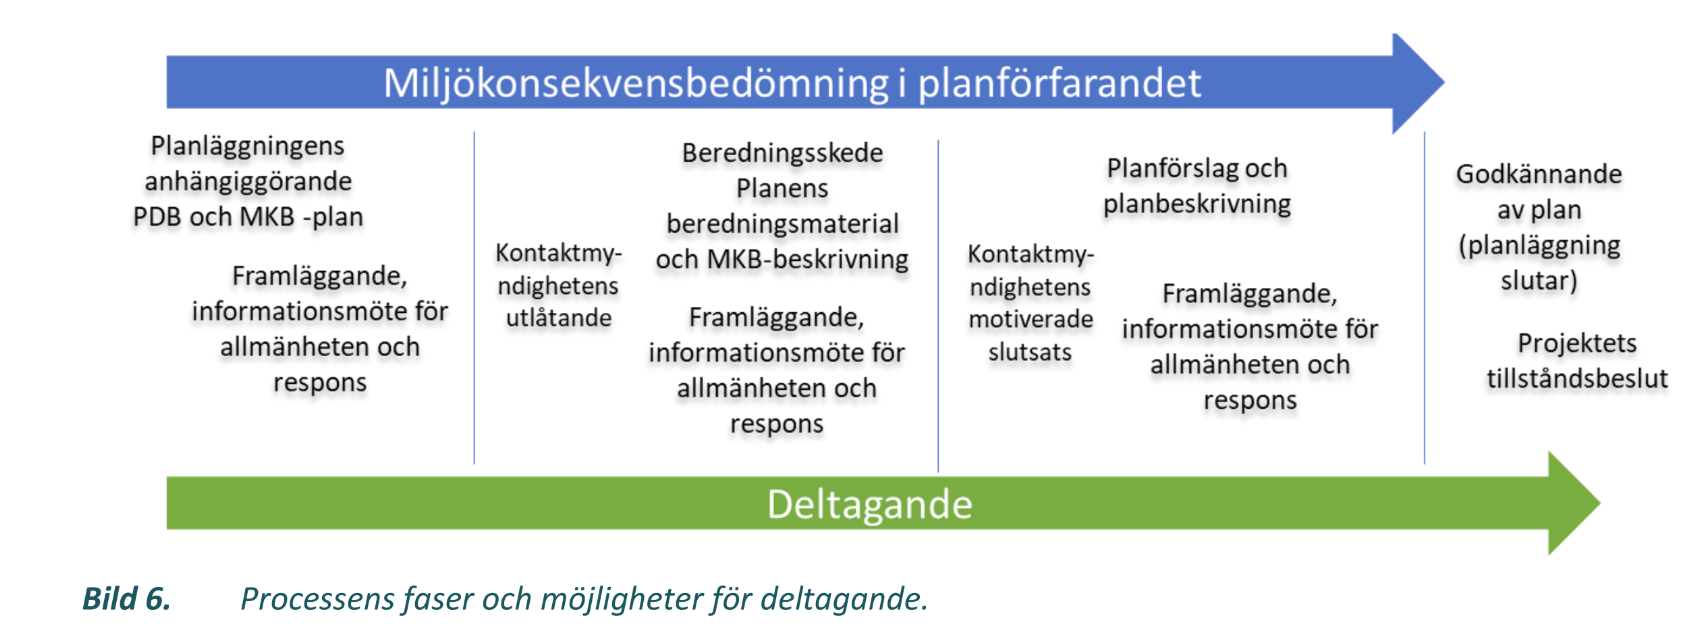 Miljökonsekvensbedömning i planförfarandet
Planläggningens
anhängiggörande
PDB och MKB -plan
Framläggande,
informationsmöte för
allmänheten och
respons
Kontaktmy-
ndighetens
utlåtande
Beredningsskede
Planens
beredningsmaterial
och MKB-beskrivning
Framläggande,
informationsmöte för
allmänheten och
respons
Kontaktmy-
ndighetens
motiverade
slutsats
Planförslag och
planbeskrivning
Framläggande,
informationsmöte för
allmänheten och
respons
Godkännande
av plan
(planläggning
slutar)
Projektets
tillståndsbeslut
Deltagande
Bild 6. Processens faser och möjligheter för deltagande.